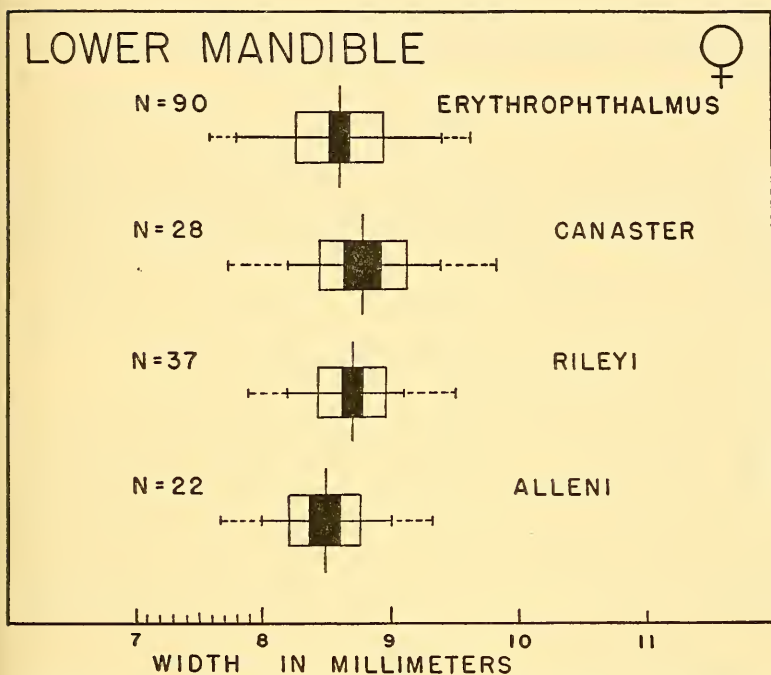 LOWER MANDIBLE ♀
N=90 ERYTHROPHTHALMUS
N=28 CANASTER
N=37 RILEYI
N=22 ALLENI
7 8 9 10 11
WIDTH IN MILLIMETERS